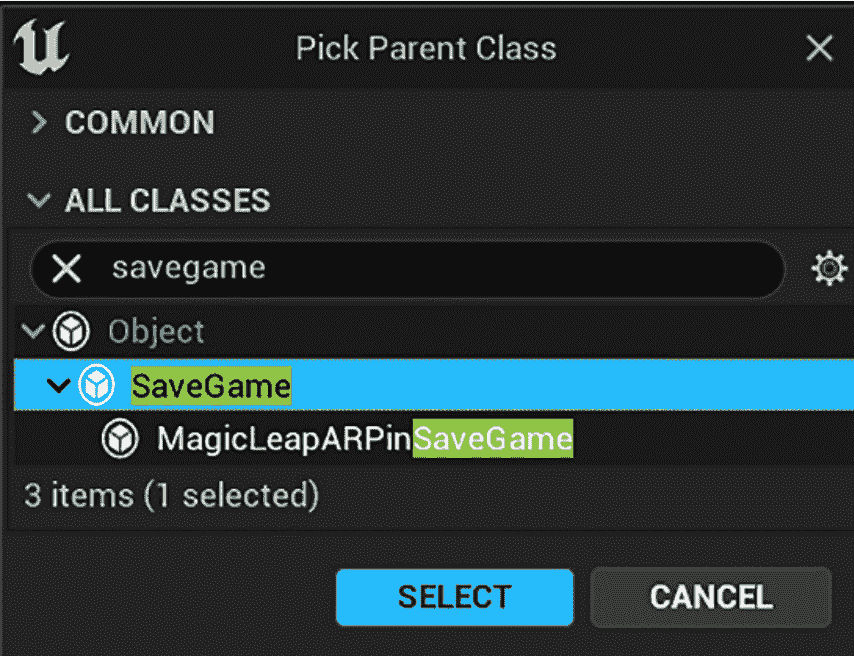 Pick Parent Class
COMMON
ALL CLASSES
savegame
Object
SaveGame
MagicLeapARPinSaveGame
3 items (1 selected)
SELECT CANCEL